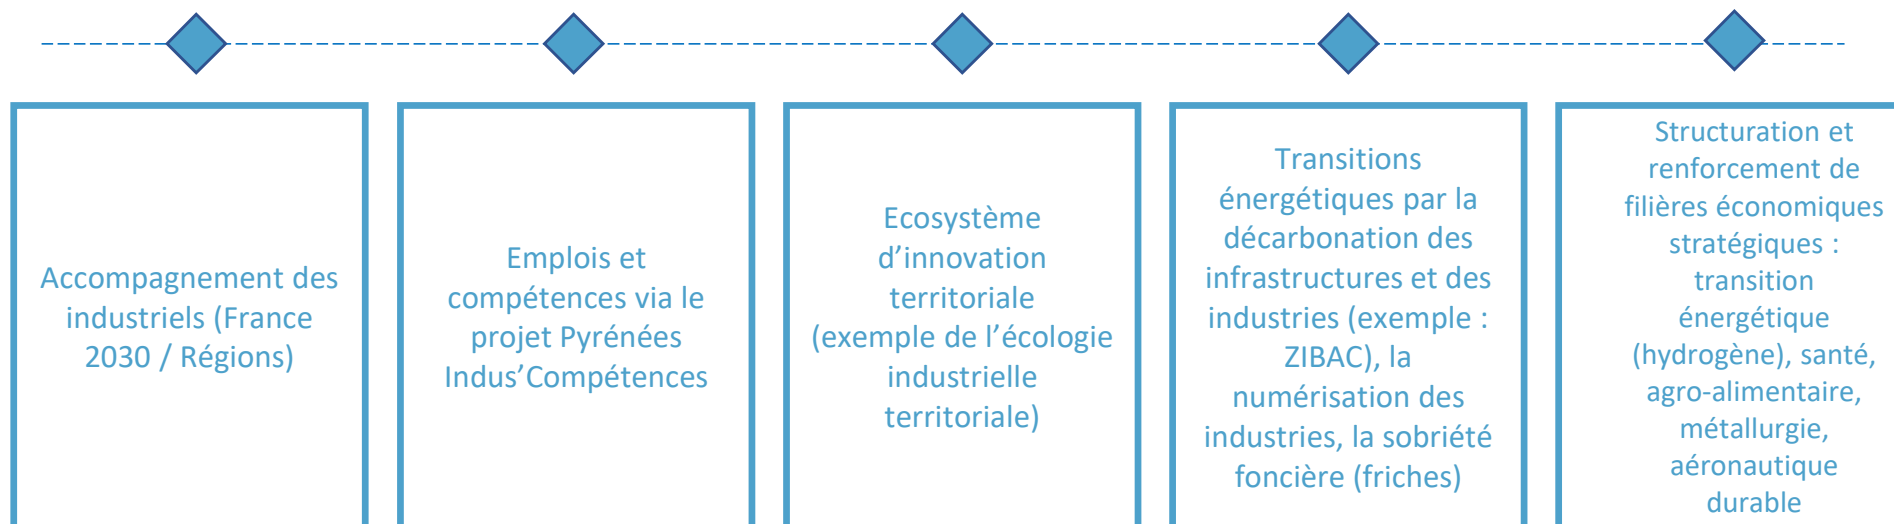 Accompagnement des
industriels (France
2030 / Régions)
Emplois et
compétences via le
projet Pyrénées
Indus’Compétences
Ecosystème
d’innovation
territoriale
(exemple de l’écologie
industrielle
territoriale)
Transitions
énergétiques par la
décarbonation des
infrastructures et des
industries (exemple :
ZIBAC), la
numérisation des
industries, la sobriété
foncière (friches)
Structuration et
renforcement de
filières économiques
stratégiques :
transition
énergétique
(hydrogène), santé,
agro-alimentaire,
métallurgie,
aéronautique
durable